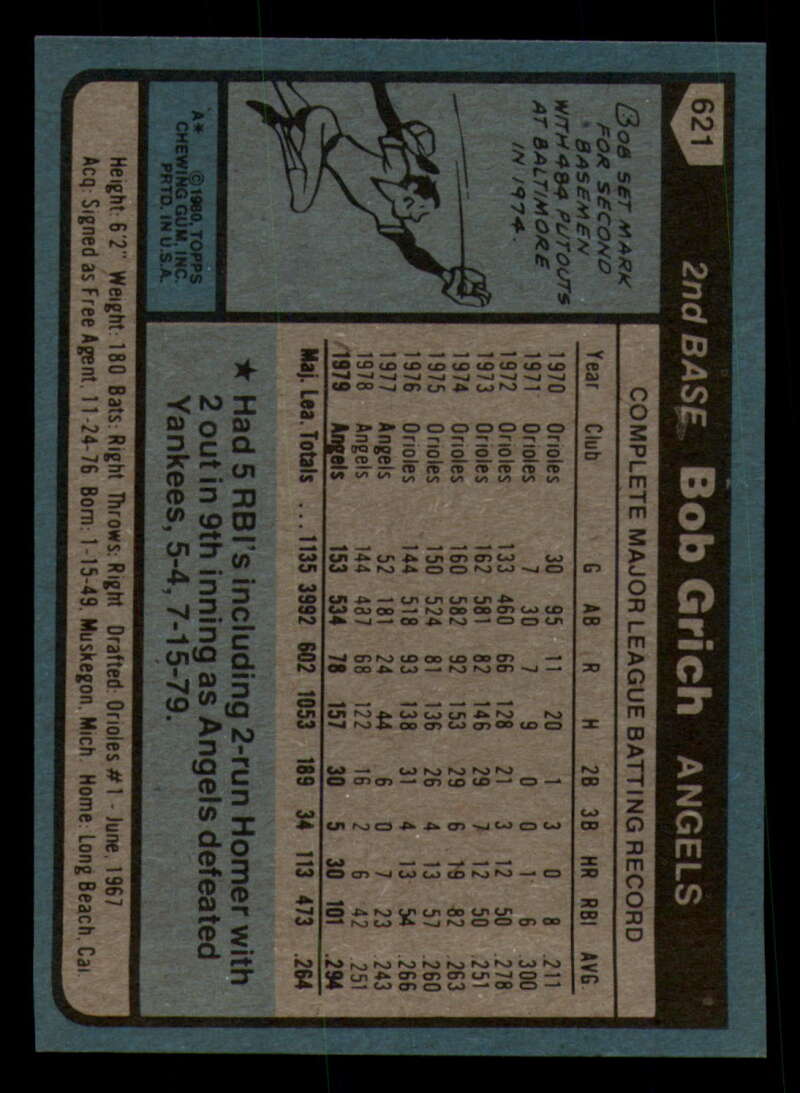 621
2nd BASE Bob Grich ANGELS
BOB SET MARK
FOR SECOND
BASEMEN
WITH 484 PUTOUTS
AT BALTIMORE
IN 1974.
A* © 1980, TOPPS
CHEWING GUM, INC.
PRTD. IN U.S.A.
COMPLETE MAJOR LEAGUE BATTING RECORD
Year Club G AB R H 2B 3B HR RBI AVG.
1970 Orioles 30 95 11 20 1 3 0 8 .211
1971 Orioles 7 30 7 9 0 0 1 6 .300
1972 Orioles 133 460 66 128 21 3 12 50 .278
1973 Orioles 162 581 82 146 29 7 12 50 .251
1974 Orioles 160 582 92 153 29 6 19 82 .263
1975 Orioles 150 524 81 136 26 4 13 57 .260
1976 Orioles 144 518 93 138 31 4 13 54 .266
1977 Angels 52 181 24 44 6 0 7 23 .243
1978 Angels 144 487 68 122 16 2 6 42 .251
1979 Angels 153 534 78 157 30 5 30 101 .294
Maj. Lea. Totals ... 1135 3992 602 1053 189 34 113 473 .264
★ Had 5 RBI's including 2-run Homer with
2 out in 9th inning as Angels defeated
Yankees, 5-4, 7-15-79.
Height: 6'2" Weight: 180 Bats: Right Throws: Right Drafted: Orioles #1 - June, 1967
Acq: Signed as Free Agent, 11-24-76 Born: 1-15-49, Muskegon, Mich. Home: Long Beach, Cal.